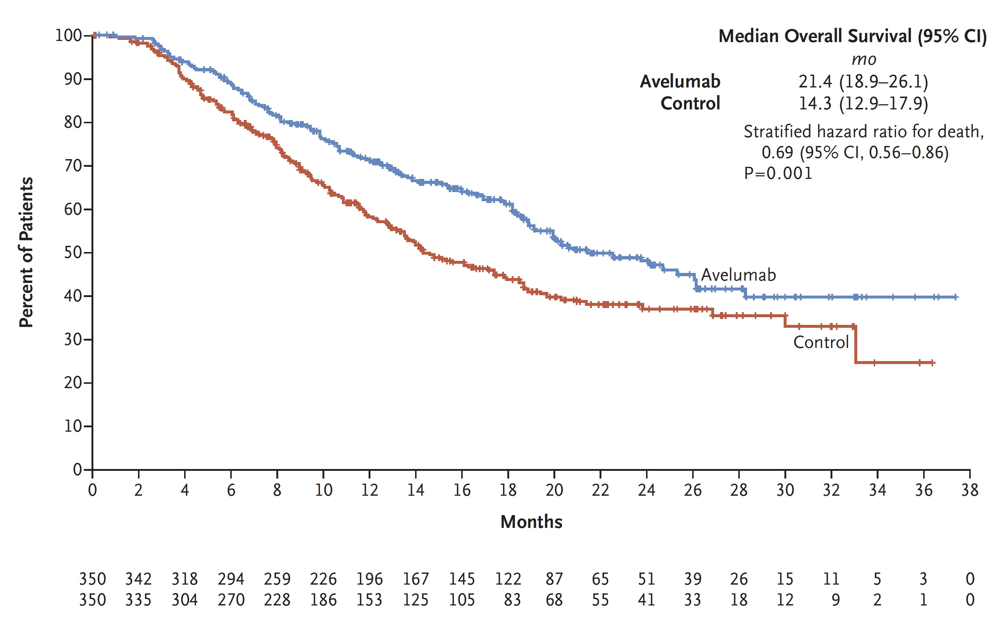 Median Overall Survival (95% CI)
mo
Avelumab 21.4 (18.9–26.1)
Control 14.3 (12.9–17.9)
Stratified hazard ratio for death,
0.69 (95% CI, 0.56–0.86)
P=0.001
Percent of Patients
100
90
80
70
60
50
40
30
20
10
0
Avelumab
Control
0 2 4 6 8 10 12 14 16 18 20 22 24 26 28 30 32 34 36 38
Months
350 342 318 294 259 226 196 167 145 122 87 65 51 39 26 15 11 5 3 0
350 335 304 270 228 186 153 125 105 83 68 55 41 33 18 12 9 2 1 0